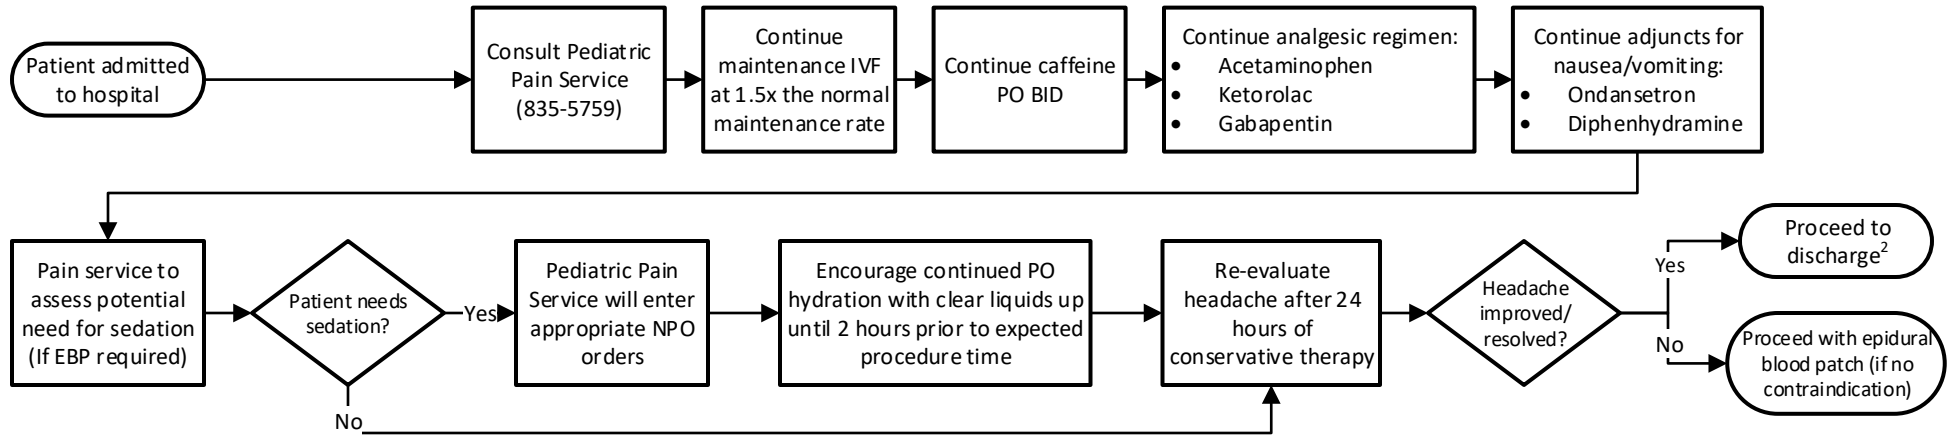 Patient admitted
to hospital
Consult Pediatric
Pain Service
(835-5759)
Continue
maintenance IVF
at 1.5x the normal
maintenance rate
Continue caffeine
PO BID
Continue analgesic regimen:
• Acetaminophen
• Ketorolac
• Gabapentin
Continue adjuncts for
nausea/vomiting:
• Ondansetron
• Diphenhydramine
Pain service to
assess potential
need for sedation
(If EBP required)
Patient needs
sedation?
Yes
No
Pediatric Pain
Service will enter
appropriate NPO
orders
Encourage continued PO
hydration with clear liquids up
until 2 hours prior to expected
procedure time
Re-evaluate
headache after 24
hours of
conservative therapy
Headache
improved/
resolved?
Yes
No
Proceed to
discharge²
Proceed with epidural
blood patch (if no
contraindication)